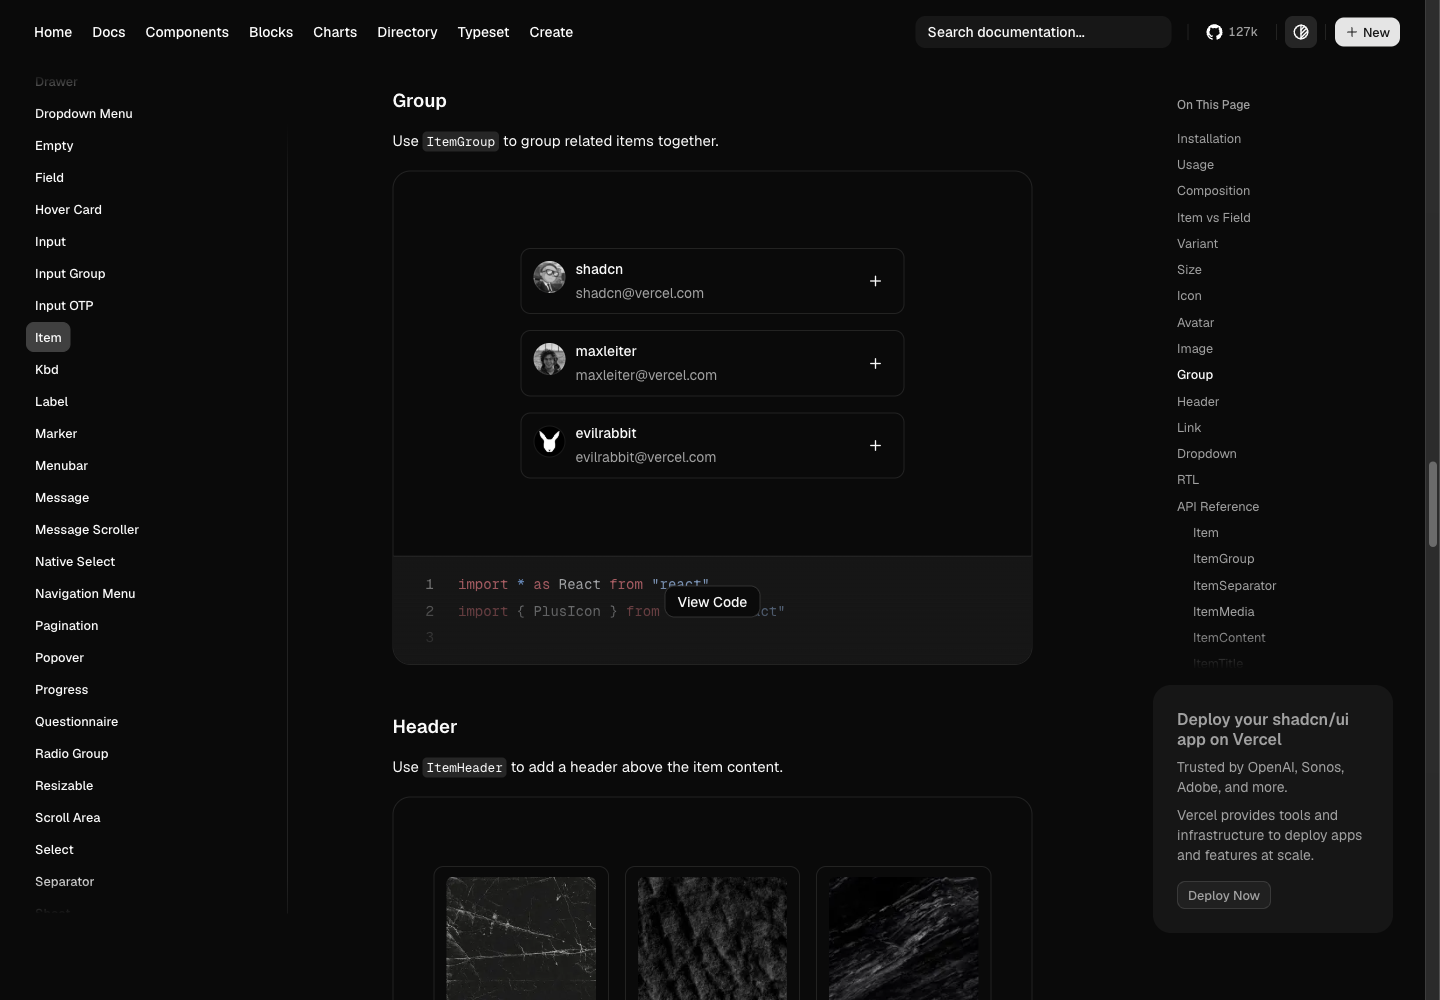 Home Docs Components Blocks Charts Directory Typeset Create
Search documentation...
127k
New
Drawer
Dropdown Menu
Empty
Field
Hover Card
Input
Input Group
Input OTP
Item
Kbd
Label
Marker
Menubar
Message
Message Scroller
Native Select
Navigation Menu
Pagination
Popover
Progress
Questionnaire
Radio Group
Resizable
Scroll Area
Select
Separator
Group
Use ItemGroup to group related items together.
shadcn
shadcn@vercel.com
maxleiter
maxleiter@vercel.com
evilrabbit
evilrabbit@vercel.com
1 import * as React from "react"
2 import { PlusIcon } from
3
View Code
Header
Use ItemHeader to add a header above the item content.
On This Page
Installation
Usage
Composition
Item vs Field
Variant
Size
Icon
Avatar
Image
Group
Header
Link
Dropdown
RTL
API Reference
Item
ItemGroup
ItemSeparator
ItemMedia
ItemContent
ItemTitle
Deploy your shadcn/ui
app on Vercel
Trusted by OpenAI, Sonos,
Adobe, and more.
Vercel provides tools and
infrastructure to deploy apps
and features at scale.
Deploy Now